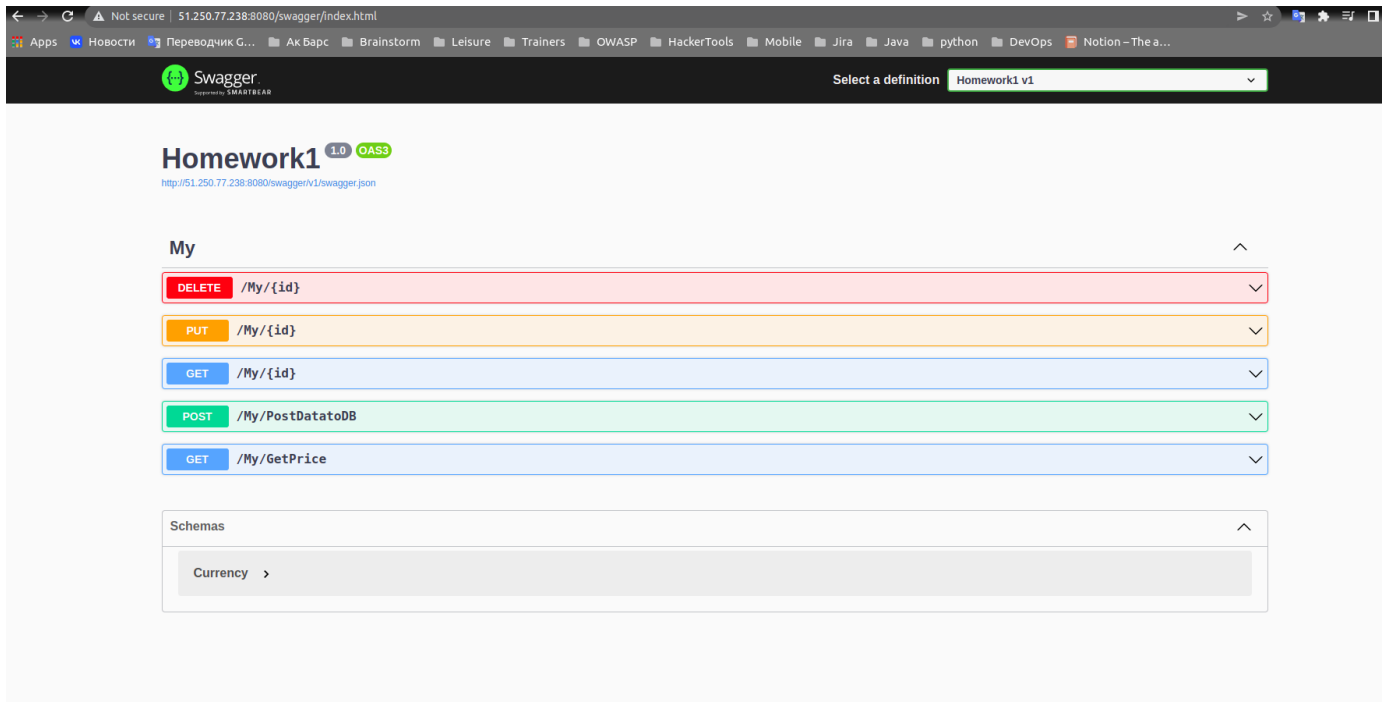 Not secure | 51.250.77.238:8080/swagger/index.html
Apps Новости Переводчик G... Ак Барс Brainstorm Leisure Trainers OWASP HackerTools Mobile Jira Java python DevOps Notion – The a...
Swagger.
Supported by SMARTBEAR
Select a definition Homework1 v1
Homework1 1.0 OAS3
http://51.250.77.238:8080/swagger/v1/swagger.json
My
DELETE /My/{id}
PUT /My/{id}
GET /My/{id}
POST /My/PostDatatoDB
GET /My/GetPrice
Schemas
Currency